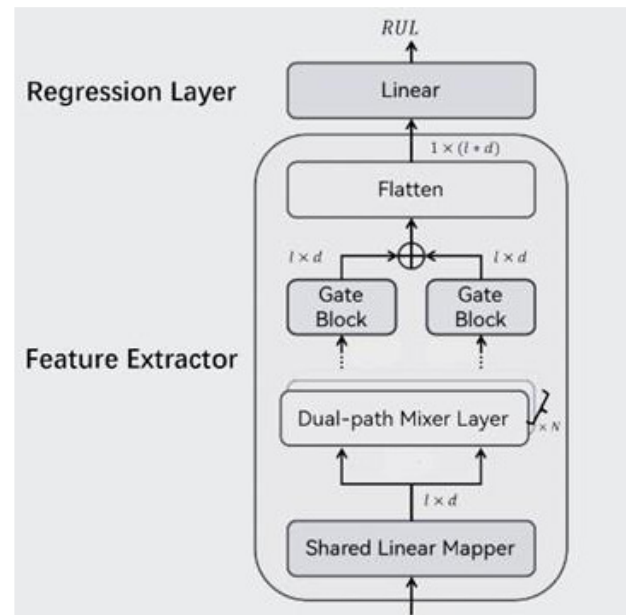 RUL
Regression Layer
Linear
1 × (l * d)
Flatten
l × d
l × d
Gate
Block
Gate
Block
Feature Extractor
Dual-path Mixer Layer
× N
l × d
Shared Linear Mapper